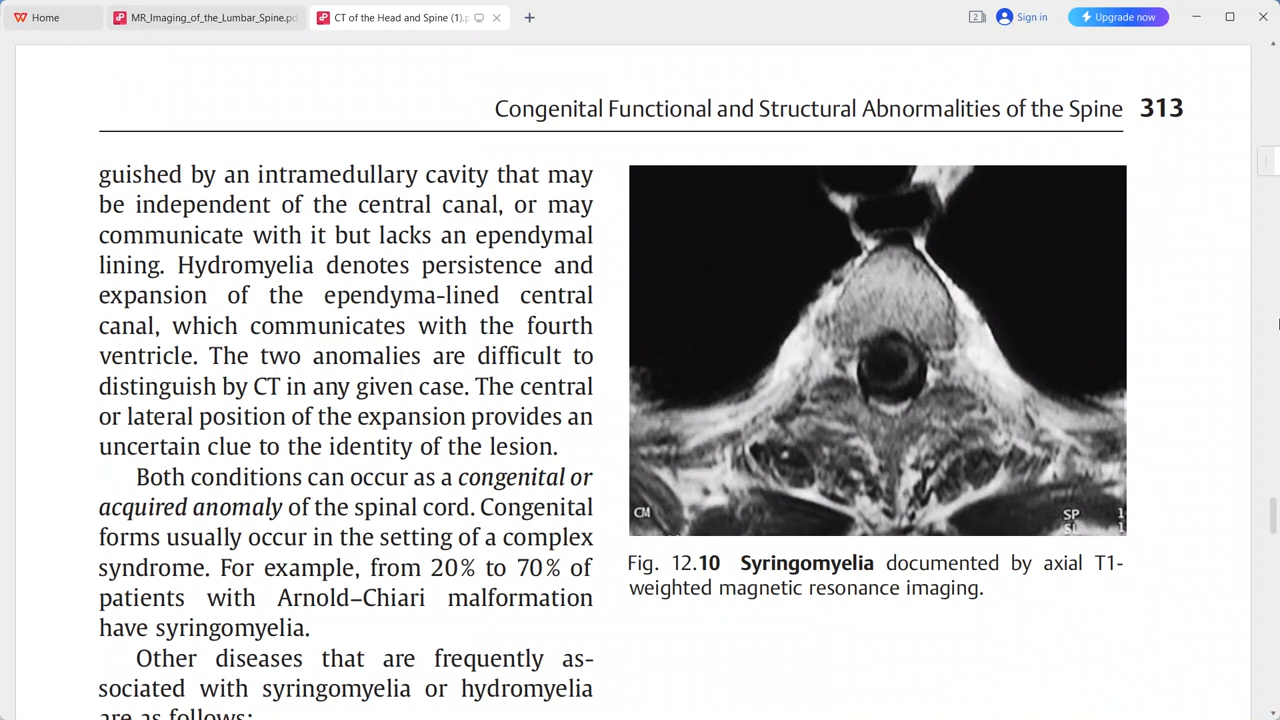 Home
MR_Imaging_of_the_Lumbar_Spine.pd
CT of the Head and Spine (1).p
2
Sign in
Upgrade now
Congenital Functional and Structural Abnormalities of the Spine 313
guished by an intramedullary cavity that may
be independent of the central canal, or may
communicate with it but lacks an ependymal
lining. Hydromyelia denotes persistence and
expansion of the ependyma-lined central
canal, which communicates with the fourth
ventricle. The two anomalies are difficult to
distinguish by CT in any given case. The central
or lateral position of the expansion provides an
uncertain clue to the identity of the lesion.
Both conditions can occur as a congenital or
acquired anomaly of the spinal cord. Congenital
forms usually occur in the setting of a complex
syndrome. For example, from 20% to 70% of
patients with Arnold–Chiari malformation
have syringomyelia.
Other diseases that are frequently as-
sociated with syringomyelia or hydromyelia
are as follows:
CM
SP 1
SL 1
Fig. 12.10 Syringomyelia documented by axial T1-
weighted magnetic resonance imaging.